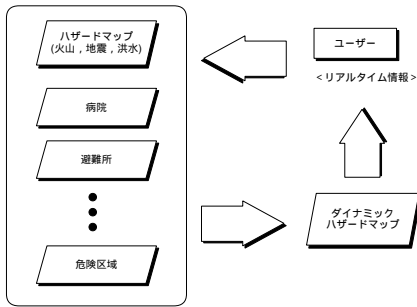 ハザードマップ
(火山，地震，洪水)
病院
避難所
危険区域
ユーザー
<リアルタイム情報>
ダイナミック
ハザードマップ